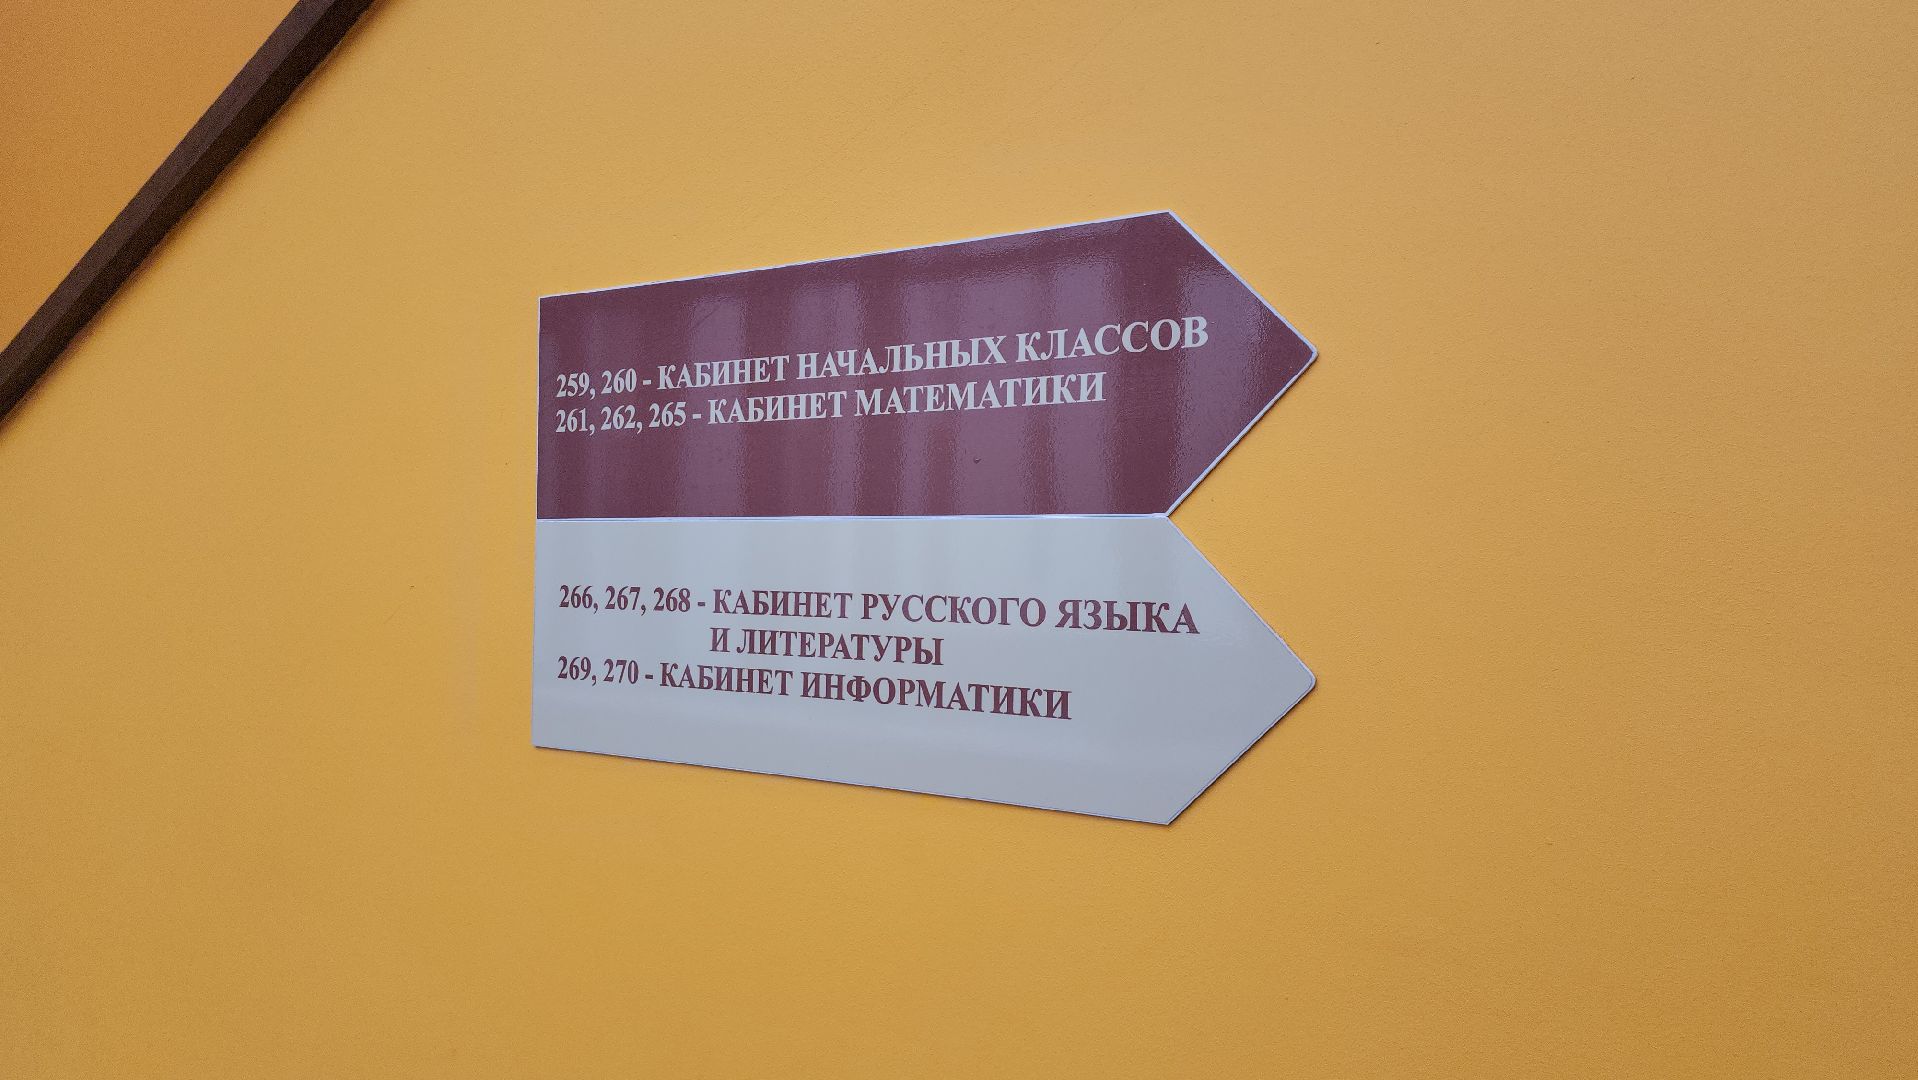 259, 260 - КАБИНЕТ НАЧАЛЬНЫХ КЛАССОВ
261, 262, 265 - КАБИНЕТ МАТЕМАТИКИ
266, 267, 268 - КАБИНЕТ РУССКОГО ЯЗЫКА
И ЛИТЕРАТУРЫ
269, 270 - КАБИНЕТ ИНФОРМАТИКИ